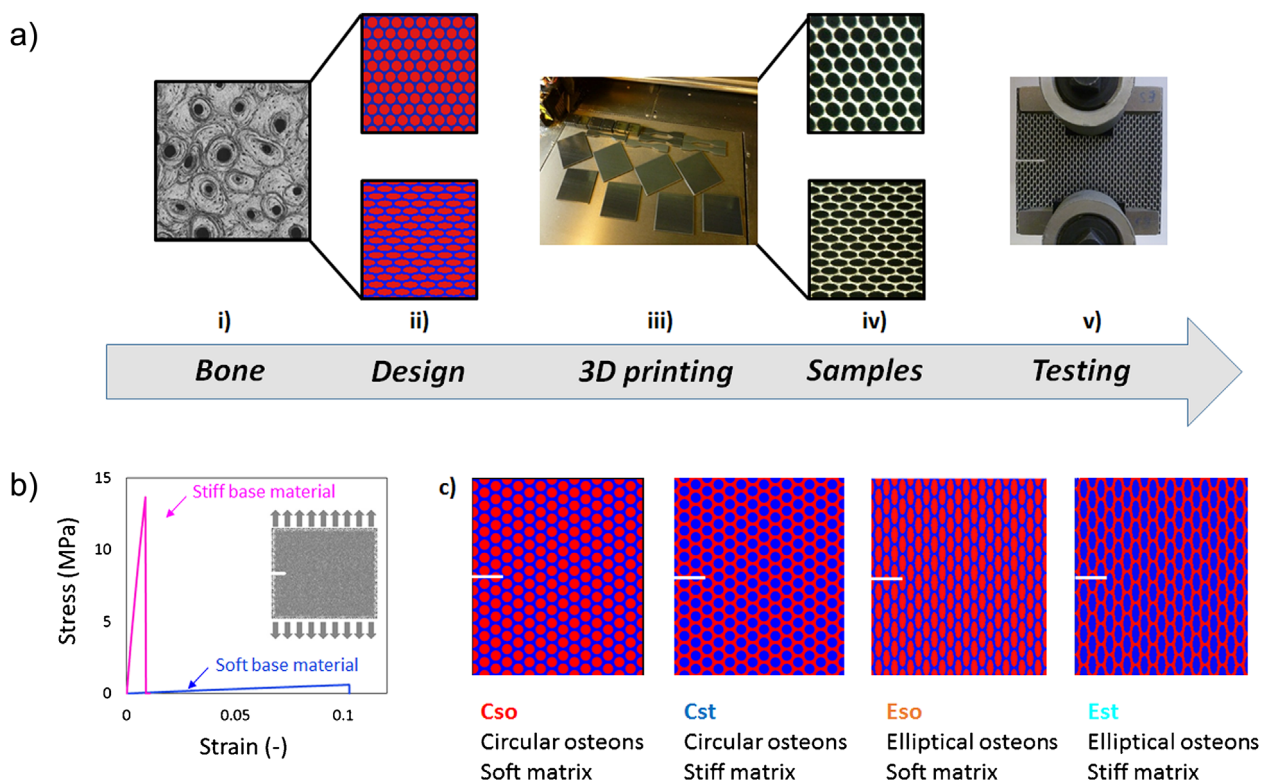 a)
i)
ii)
iii)
iv)
v)
Bone
Design
3D printing
Samples
Testing
b)
15
10
5
0
Stress (MPa)
Stiff base material
Soft base material
0
0.05
0.1
Strain (-)
c)
Cso
Circular osteons
Soft matrix
Cst
Circular osteons
Stiff matrix
Eso
Elliptical osteons
Soft matrix
Est
Elliptical osteons
Stiff matrix